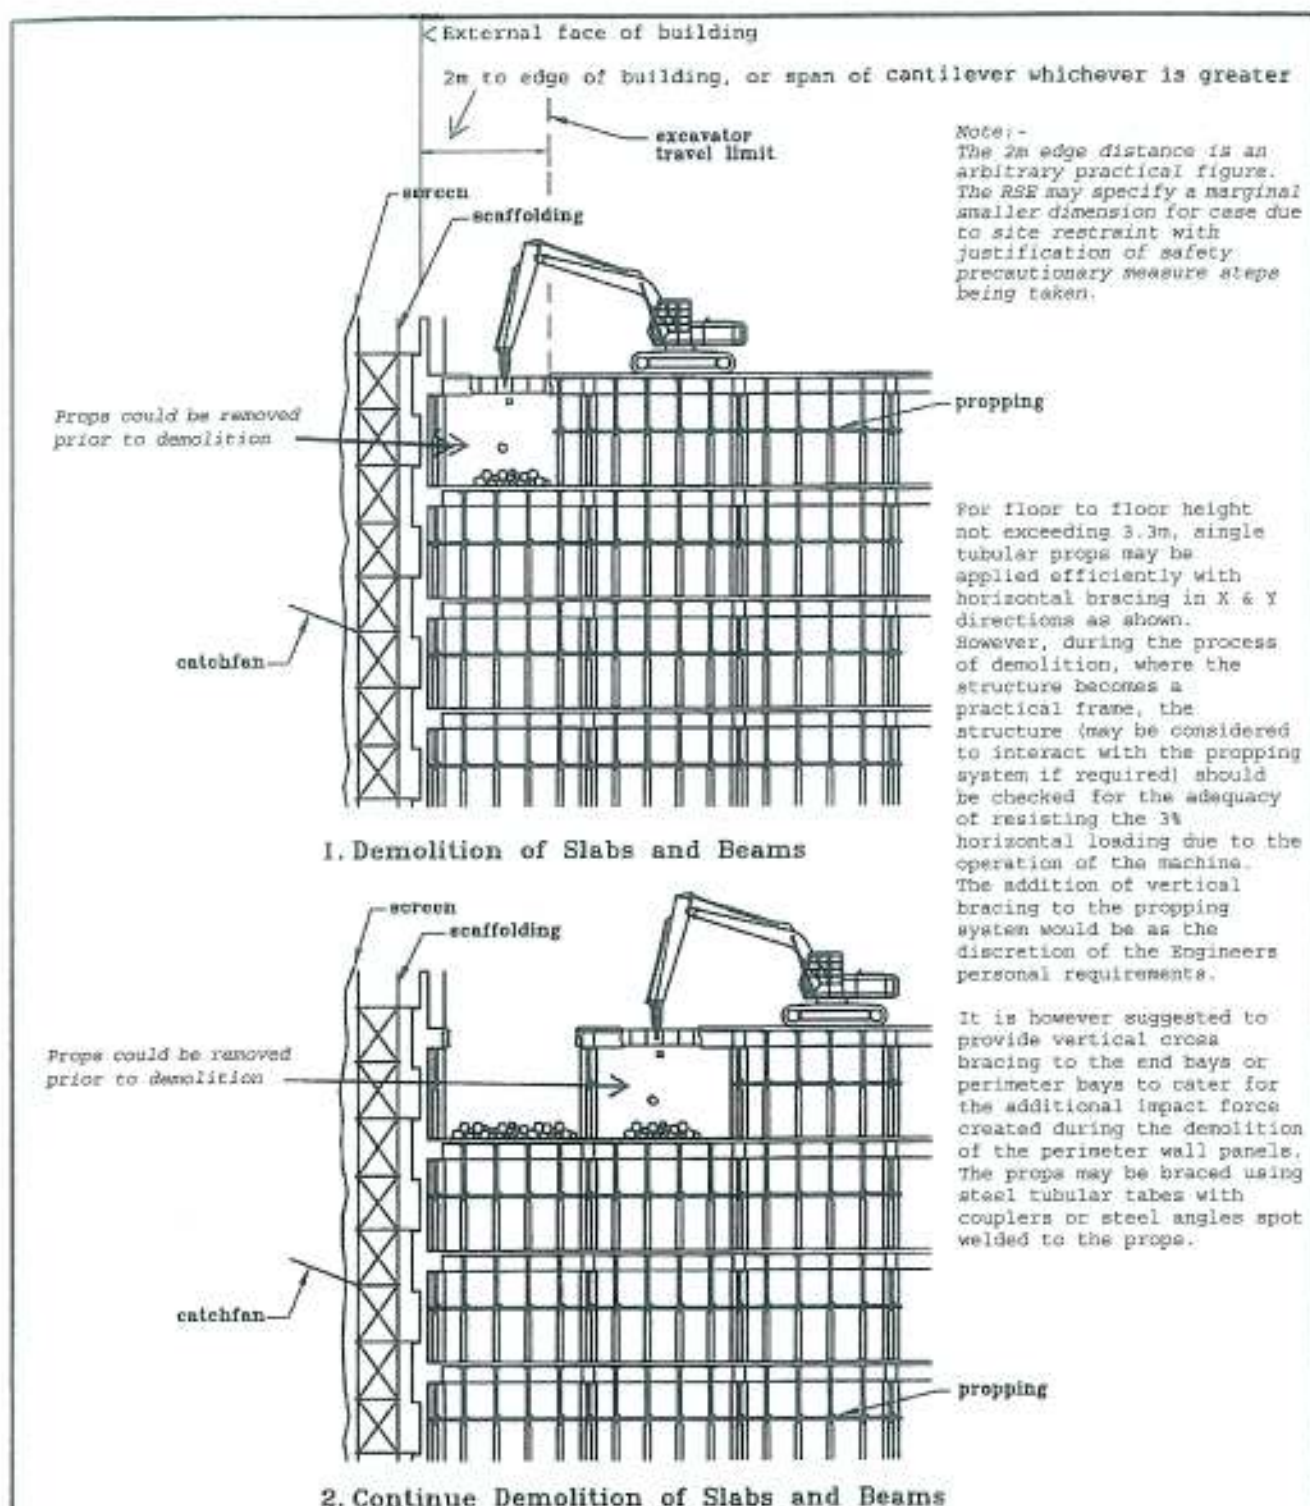 External face of building
2m to edge of building, or span of cantilever whichever is greater
excavator
travel limit
Note:-
The 2m edge distance is an
arbitrary practical figure.
The RSE may specify a marginal
smaller dimension for case due
to site restraint with
justification of safety
precautionary measure steps
being taken.
screen
scaffolding
Props could be removed
prior to demolition
propping
For floor to floor height
not exceeding 3.3m, single
tubular props may be
applied efficiently with
horizontal bracing in X & Y
directions as shown.
However, during the process
of demolition, where the
structure becomes a
practical frame, the
structure (may be considered
to interact with the propping
system if required) should
be checked for the adequacy
of resisting the 3%
horizontal loading due to the
operation of the machine.
The addition of vertical
bracing to the propping
system would be as the
discretion of the Engineers
personal requirements.
It is however suggested to
provide vertical cross
bracing to the end bays or
perimeter bays to cater for
the additional impact force
created during the demolition
of the perimeter wall panels.
The props may be braced using
steel tubular tabes with
couplers or steel angles spot
welded to the props.
catchfan
1. Demolition of Slabs and Beams
screen
scaffolding
Props could be removed
prior to demolition
catchfan
propping
2. Continue Demolition of Slabs and Beams